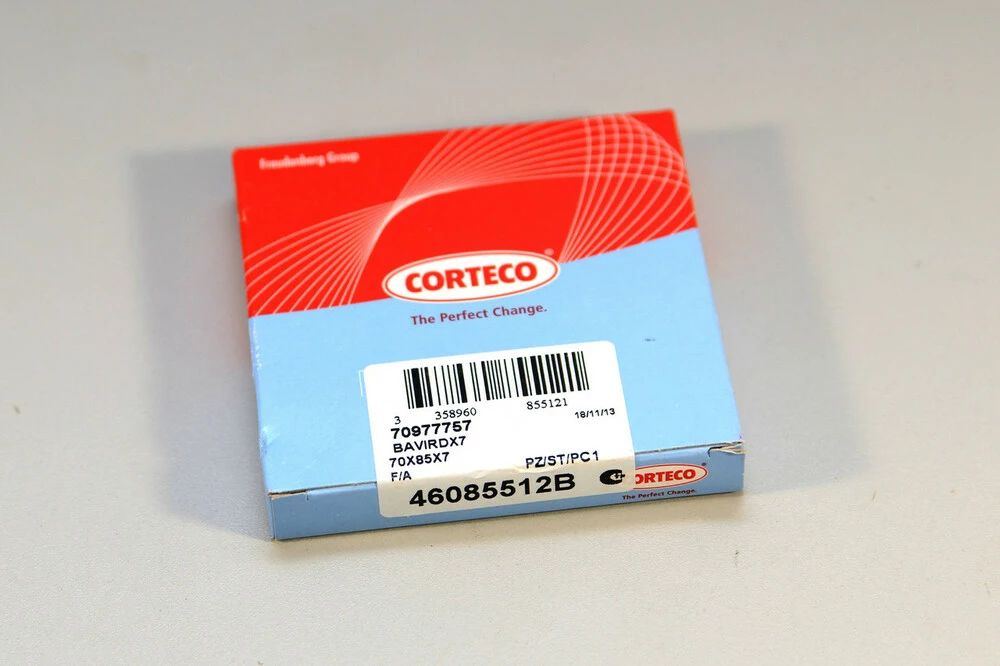 Freudenberg Group
CORTECO®
The Perfect Change.
3 358960 855121
18/11/13
70977757
BAVIRDX7
70X85X7
F/A PZ/ST/PC1
46085512B
ORTECO®
The Perfect Change.